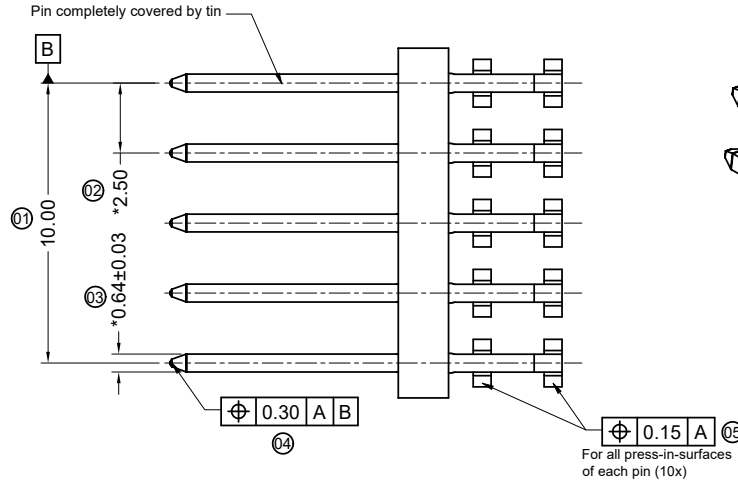 Pin completely covered by tin
B
01
10.00
02
*2.50
03
*0.64±0.03
⌖ 0.30 A B
04
⌖ 0.15 A 05
For all press-in-surfaces
of each pin (10x)